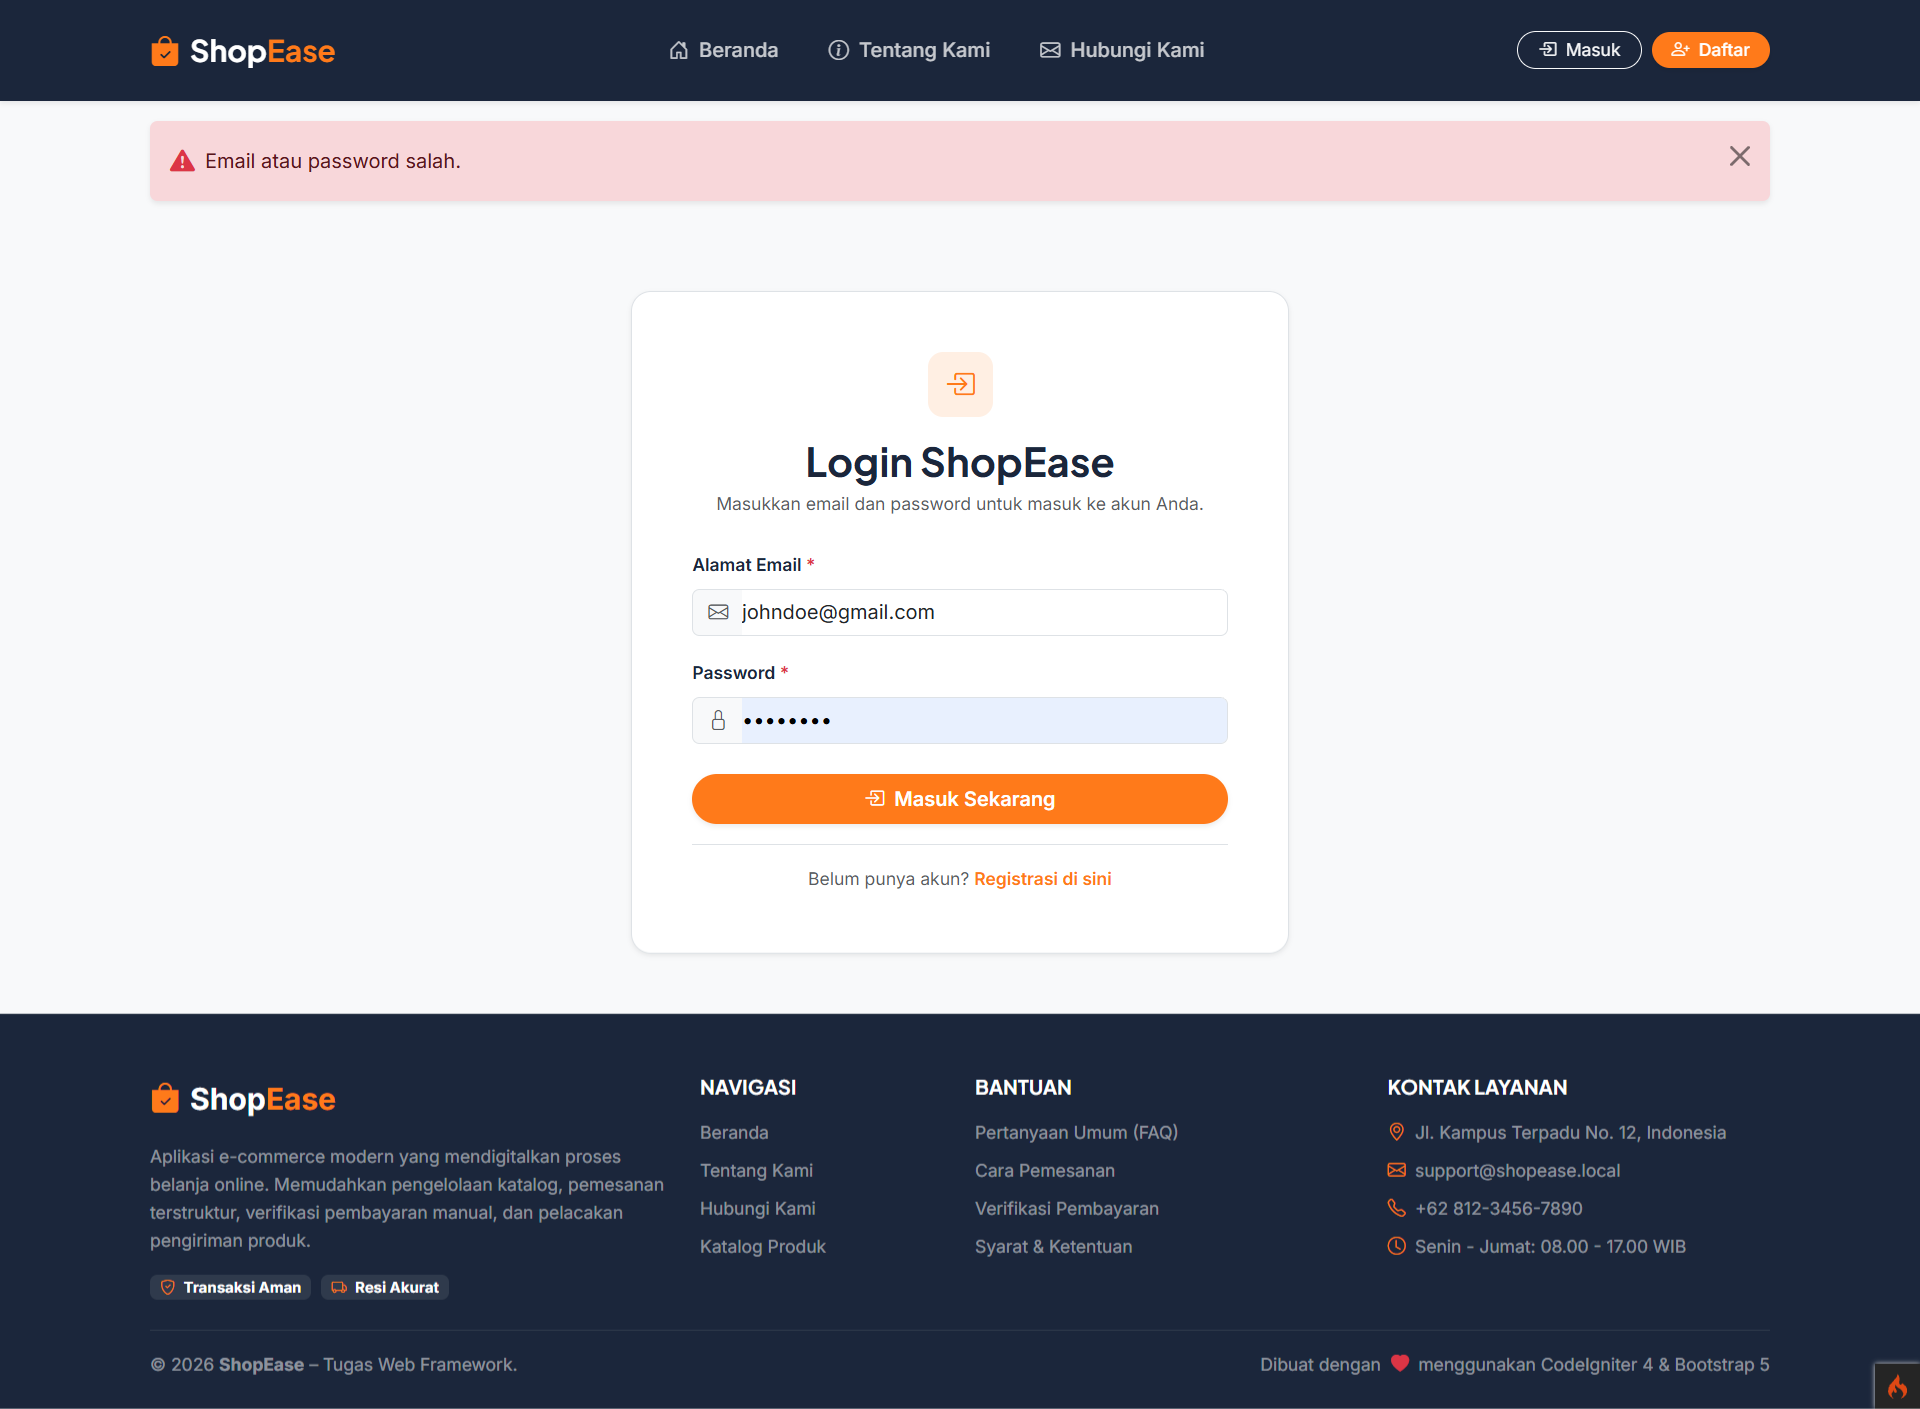 ShopEase
Beranda
Tentang Kami
Hubungi Kami
Masuk
Daftar
Email atau password salah.
Login ShopEase
Masukkan email dan password untuk masuk ke akun Anda.
Alamat Email *
johndoe@gmail.com
Password *
••••••••
Masuk Sekarang
Belum punya akun? Registrasi di sini
ShopEase
Aplikasi e-commerce modern yang mendigitalkan proses
belanja online. Memudahkan pengelolaan katalog, pemesanan
terstruktur, verifikasi pembayaran manual, dan pelacakan
pengiriman produk.
Transaksi Aman
Resi Akurat
NAVIGASI
Beranda
Tentang Kami
Hubungi Kami
Katalog Produk
BANTUAN
Pertanyaan Umum (FAQ)
Cara Pemesanan
Verifikasi Pembayaran
Syarat & Ketentuan
KONTAK LAYANAN
Jl. Kampus Terpadu No. 12, Indonesia
support@shopease.local
+62 812-3456-7890
Senin - Jumat: 08.00 - 17.00 WIB
© 2026 ShopEase – Tugas Web Framework.
Dibuat dengan ❤ menggunakan CodeIgniter 4 & Bootstrap 5